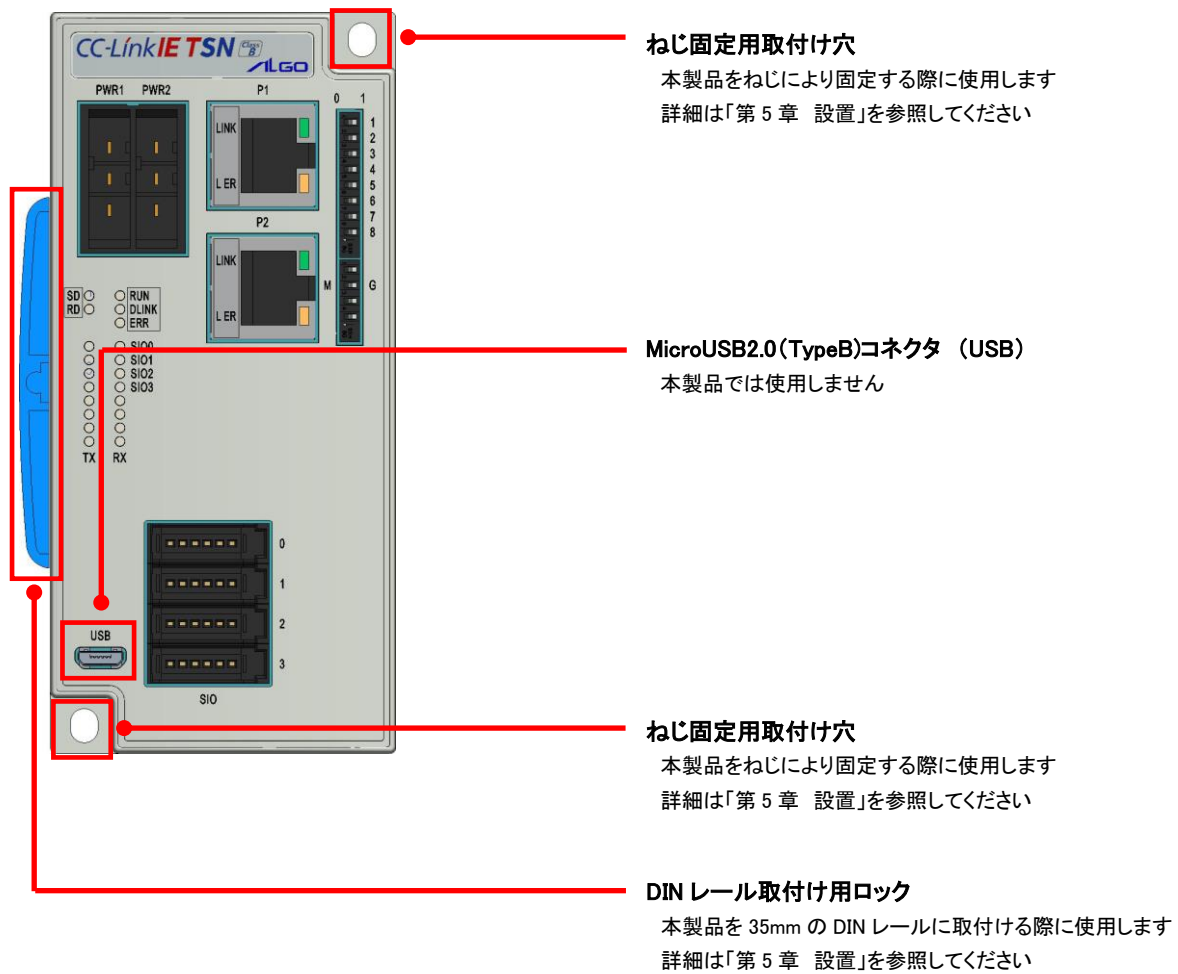 CC-Link IE TSN Class B
ALGO
PWR1 PWR2
P1
0 1
LINK
L ER
1
2
3
4
5
6
7
8
P2
LINK
L ER
M
G
SD
RD
RUN
DLINK
ERR
SIO0
SIO1
SIO2
SIO3
TX RX
0
1
2
3
SIO
USB
ねじ固定用取付け穴
本製品をねじにより固定する際に使用します
詳細は「第 5 章 設置」を参照してください
MicroUSB2.0(TypeB)コネクタ (USB)
本製品では使用しません
ねじ固定用取付け穴
本製品をねじにより固定する際に使用します
詳細は「第 5 章 設置」を参照してください
DIN レール取付け用ロック
本製品を 35mm の DIN レールに取付ける際に使用します
詳細は「第 5 章 設置」を参照してください